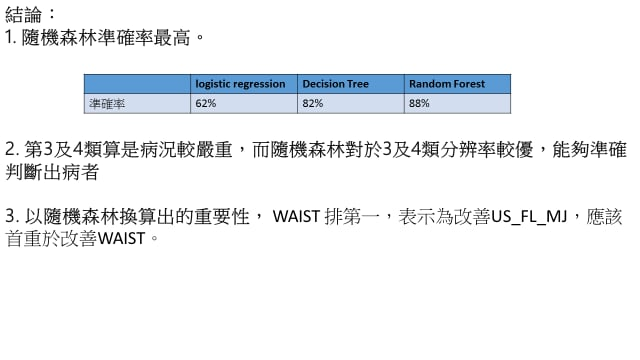 結論：
1. 隨機森林準確率最高。
logistic regression Decision Tree Random Forest
準確率 62% 82% 88%
2. 第3及4類算是病況較嚴重，而隨機森林對於3及4類分辨率較優，能夠準確
判斷出病者
3. 以隨機森林換算出的重要性， WAIST 排第一，表示為改善US_FL_MJ，應該
首重於改善WAIST。